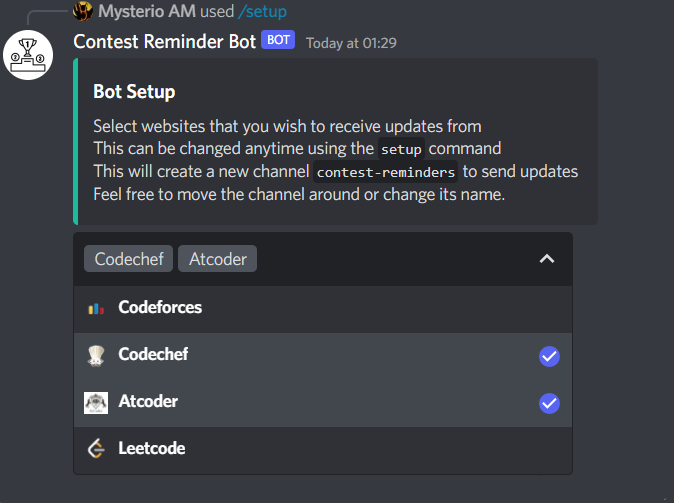 Mysterio AM used /setup
Contest Reminder Bot BOT Today at 01:29
Bot Setup
Select websites that you wish to receive updates from
This can be changed anytime using the setup command
This will create a new channel contest-reminders to send updates
Feel free to move the channel around or change its name.
Codechef Atcoder
Codeforces
Codechef
Atcoder
Leetcode